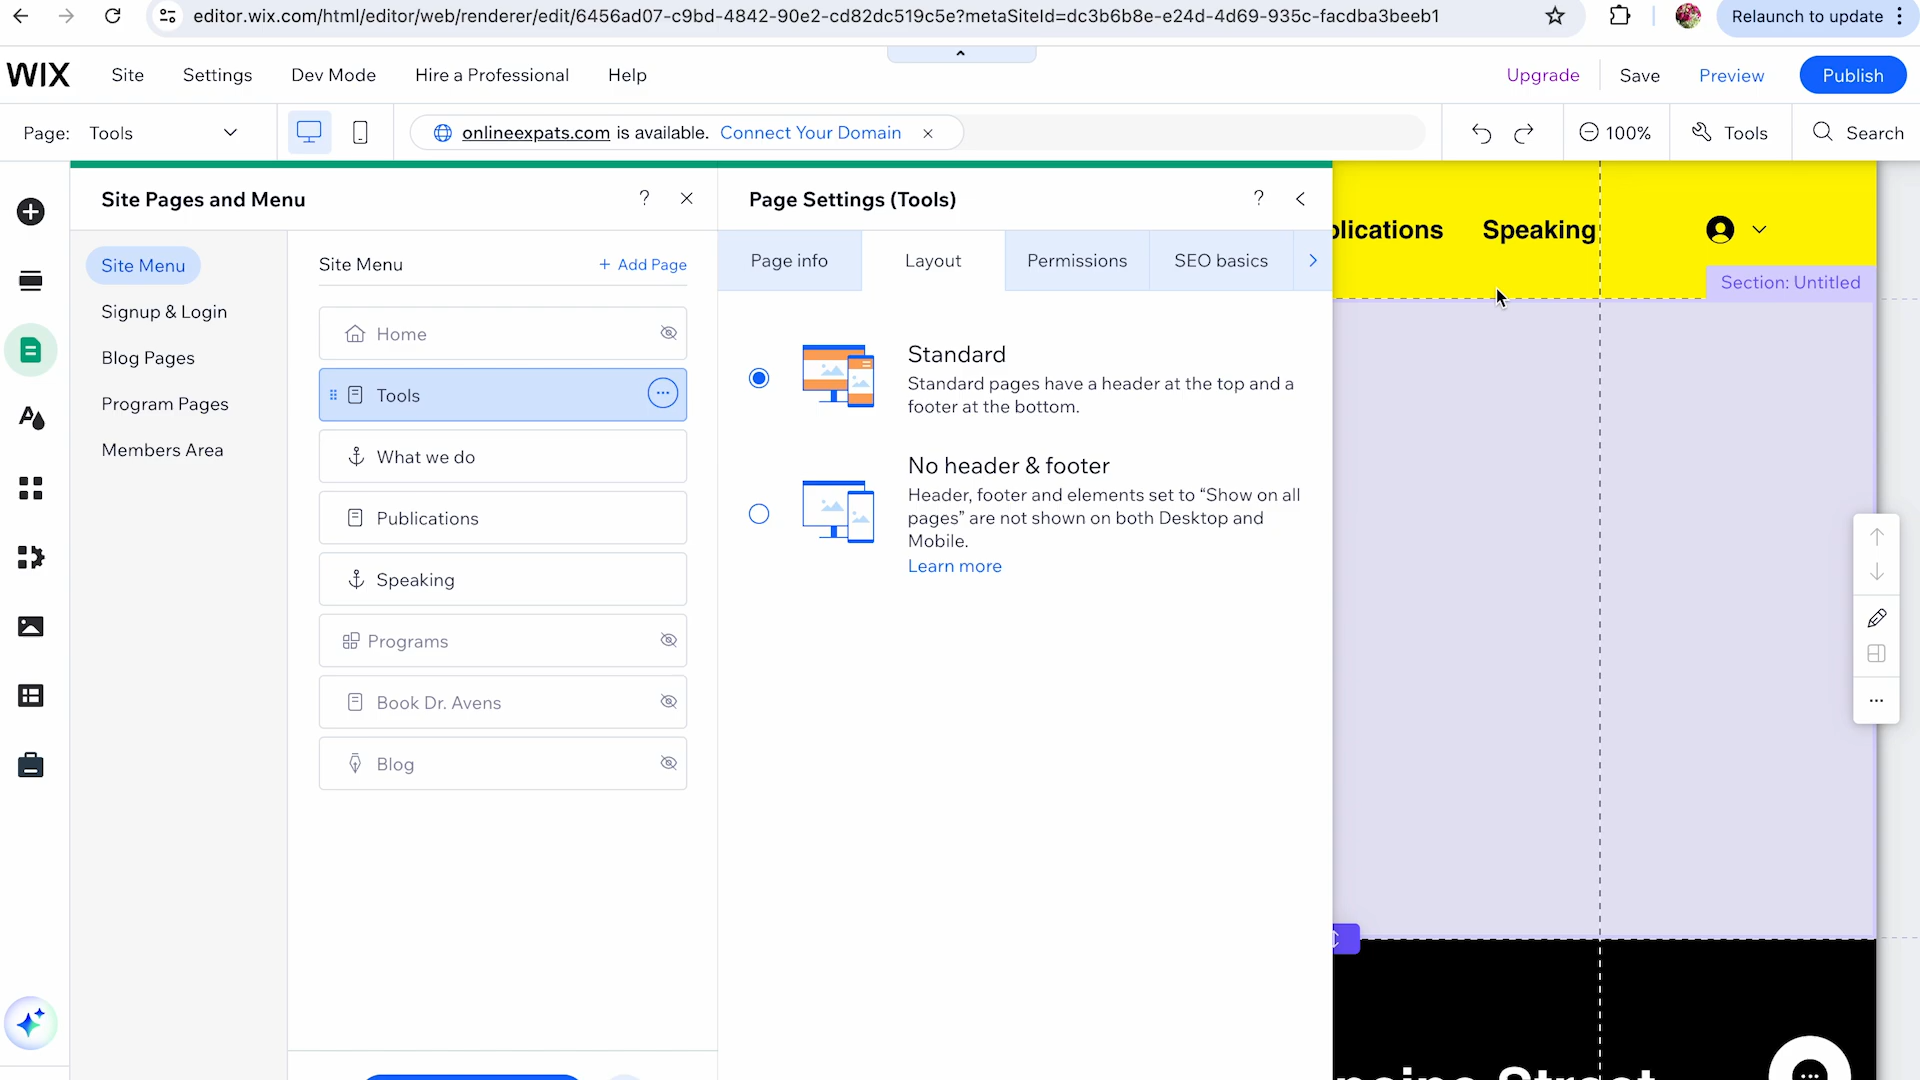 editor.wix.com/html/editor/web/renderer/edit/6456ad07-c9bd-4842-90e2-cd82dc519c5e?metaSiteId=dc3b6b8e-e24d-4d69-935c-facdba3beeb1
Relaunch to update
WIX
Site
Settings
Dev Mode
Hire a Professional
Help
Upgrade
Save
Preview
Publish
Page: Tools
onlineexpats.com is available. Connect Your Domain
100%
Tools
Search
Site Pages and Menu
?
Site Menu
Signup & Login
Blog Pages
Program Pages
Members Area
Site Menu
+ Add Page
Home
Tools
What we do
Publications
Speaking
Programs
Book Dr. Avens
Blog
Page Settings (Tools)
?
Page info
Layout
Permissions
SEO basics
Standard
Standard pages have a header at the top and a
footer at the bottom.
No header & footer
Header, footer and elements set to “Show on all
pages” are not shown on both Desktop and
Mobile.
Learn more
blications
Speaking
Section: Untitled